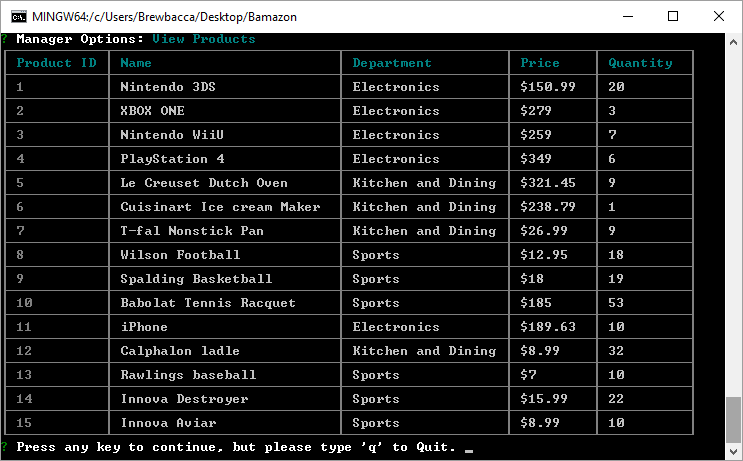 MINGW64:/c/Users/Brewbacca/Desktop/Bamazon
? Manager Options: View Products
Product ID Name Department Price Quantity
1 Nintendo 3DS Electronics $150.99 20
2 XBOX ONE Electronics $279 3
3 Nintendo WiiU Electronics $259 7
4 PlayStation 4 Electronics $349 6
5 Le Creuset Dutch Oven Kitchen and Dining $321.45 9
6 Cuisinart Ice cream Maker Kitchen and Dining $238.79 1
7 T-fal Nonstick Pan Kitchen and Dining $26.99 9
8 Wilson Football Sports $12.95 18
9 Spalding Basketball Sports $18 19
10 Babolat Tennis Racquet Sports $185 53
11 iPhone Electronics $189.63 10
12 Calphalon ladle Kitchen and Dining $8.99 32
13 Rawlings baseball Sports $7 10
14 Innova Destroyer Sports $15.99 22
15 Innova Aviar Sports $8.99 10
? Press any key to continue, but please type 'q' to Quit. _